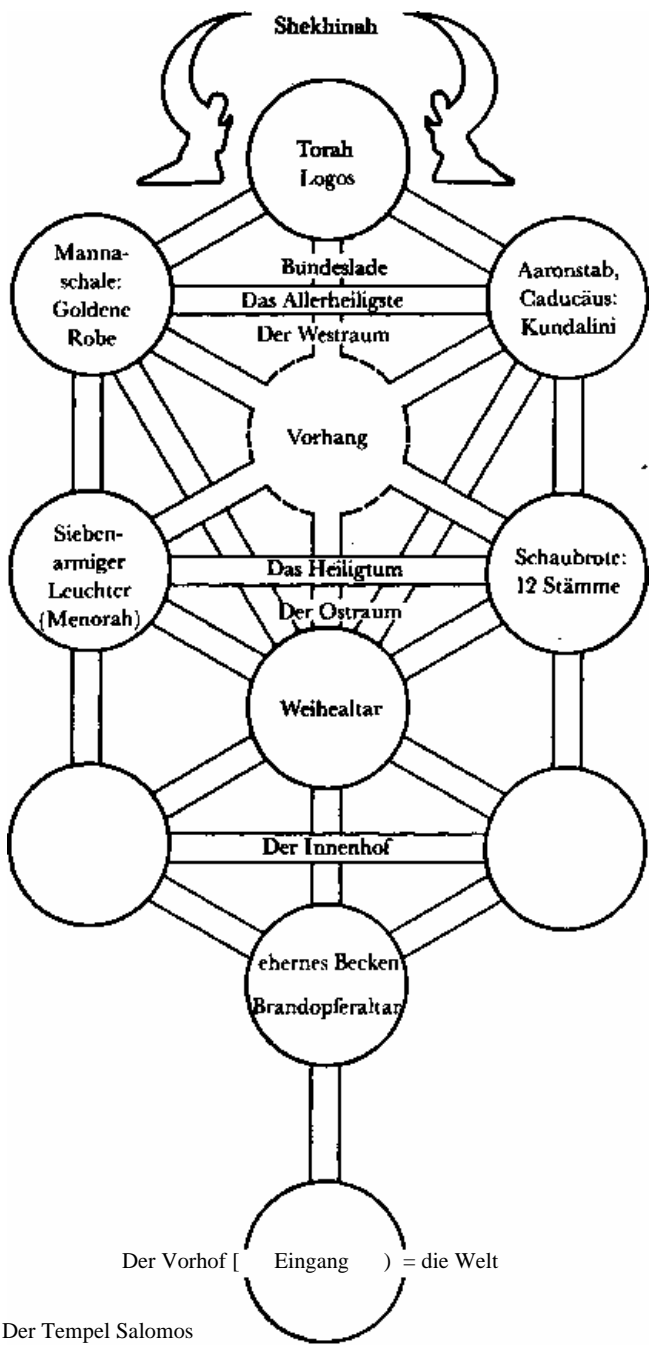 Shekhinah
Torah
Logos
Manna-
schale:
Goldene
Robe
Bundeslade
Das Allerheiligste
Der Westraum
Aaronstab,
Caducäus:
Kundalini
Vorhang
Sieben-
armiger
Leuchter
(Menorah)
Das Heiligtum
Der Ostraum
Schaubrote:
12 Stämme
Weihealtar
Der Innenhof
ehernes Becken
Brandopferaltar
Der Vorhof [ Eingang ) = die Welt
Der Tempel Salomos